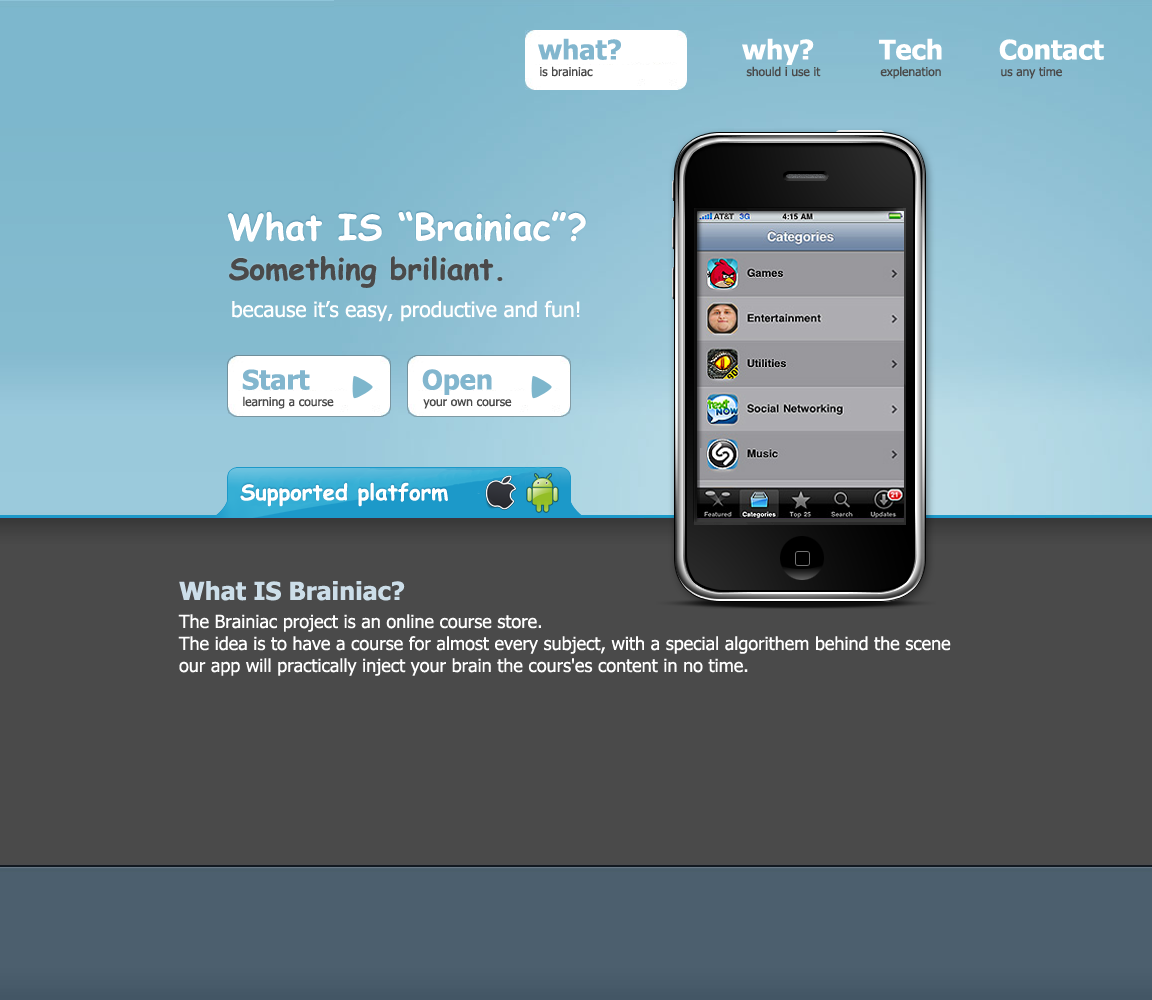 what?
is brainiac
why?
should i use it
Tech
explenation
Contact
us any time
What IS “Brainiac”?
Something briliant.
because it’s easy, productive and fun!
Start
learning a course
Open
your own course
Supported platform
AT&T 3G 4:15 AM
Categories
Games
Entertainment
Utilities
9D!
Social Networking
text NOW
Music
Featured Categories Top 25 Search Updates
21
What IS Brainiac?
The Brainiac project is an online course store.
The idea is to have a course for almost every subject, with a special algorithem behind the scene
our app will practically inject your brain the cours'es content in no time.